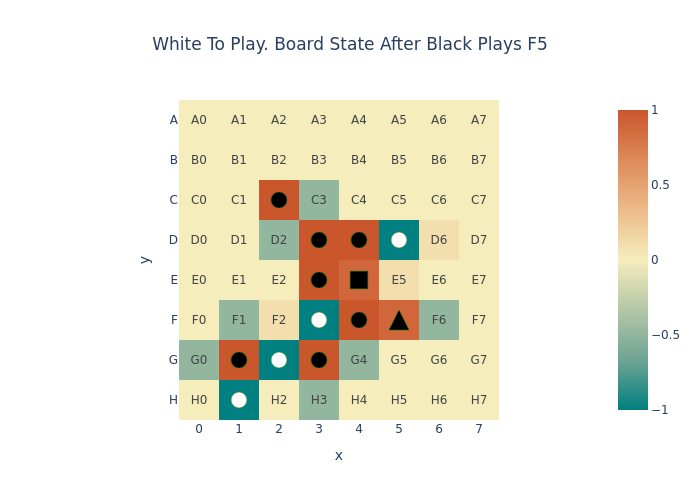 White To Play. Board State After Black Plays F5
A A0 A1 A2 A3 A4 A5 A6 A7
B B0 B1 B2 B3 B4 B5 B6 B7
C C0 C1 C3 C4 C5 C6 C7
D D0 D1 D2 D6 D7
E E0 E1 E2 E5 E6 E7
F F0 F1 F2 F6 F7
G G0 G4 G5 G6 G7
H H0 H2 H3 H4 H5 H6 H7
0 1 2 3 4 5 6 7
x
y
1
0.5
0
−0.5
−1